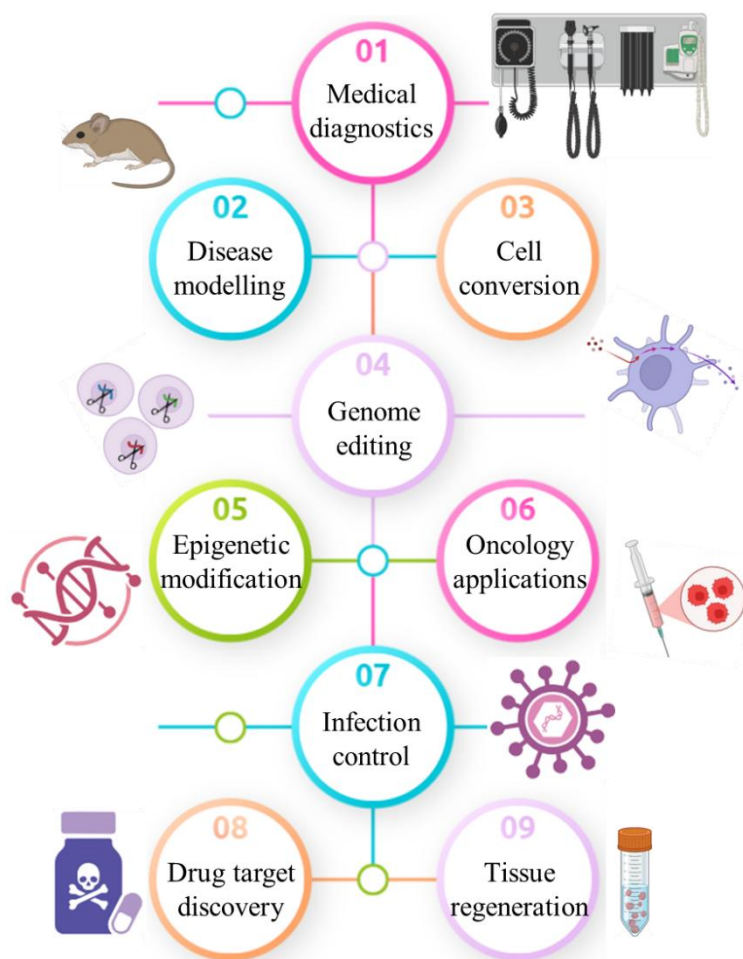 01
Medical
diagnostics
02
Disease
modelling
03
Cell
conversion
04
Genome
editing
05
Epigenetic
modification
06
Oncology
applications
07
Infection
control
08
Drug target
discovery
09
Tissue
regeneration